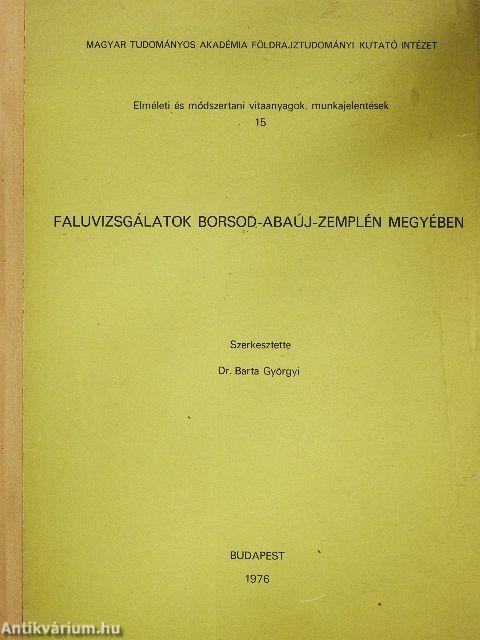 MAGYAR TUDOMÁNYOS AKADÉMIA FÖLDRAJZTUDOMÁNYI KUTATÓ INTÉZET
Elméleti és módszertani vitaanyagok, munkajelentések
15
FALUVIZSGÁLATOK BORSOD-ABAÚJ-ZEMPLÉN MEGYÉBEN
Szerkesztette
Dr. Barta Györgyi
BUDAPEST
1976
Antikvárium.hu